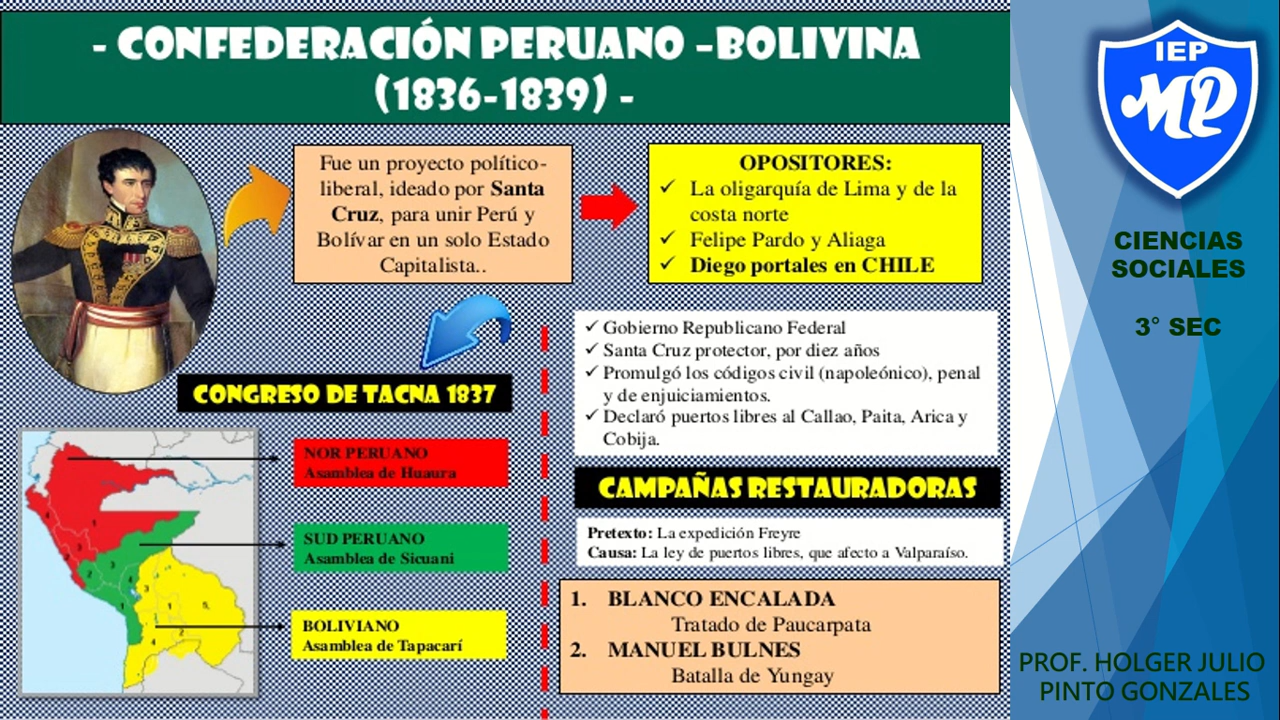 - CONFEDERACIÓN PERUANO -BOLIVINA
(1836-1839) -
Fue un proyecto político-
liberal, ideado por Santa
Cruz, para unir Perú y
Bolívar en un solo Estado
Capitalista..
OPOSITORES:
✓ La oligarquía de Lima y de la
costa norte
✓ Felipe Pardo y Aliaga
✓ Diego portales en CHILE
CONGRESO DE TACNA 1837
NOR PERUANO
Asamblea de Huaura
SUD PERUANO
Asamblea de Sicuani
BOLIVIANO
Asamblea de Tapacarí
✓ Gobierno Republicano Federal
✓ Santa Cruz protector, por diez años
✓ Promulgó los códigos civil (napoleónico), penal
y de enjuiciamientos.
✓ Declaró puertos libres al Callao, Paita, Arica y
Cobija.
CAMPAÑAS RESTAURADORAS
Pretexto: La expedición Freyre
Causa: La ley de puertos libres, que afecto a Valparaíso.
1. BLANCO ENCALADA
Tratado de Paucarpata
2. MANUEL BULNES
Batalla de Yungay
IEP
MP
CIENCIAS
SOCIALES
3° SEC
PROF. HOLGER JULIO
PINTO GONZALES